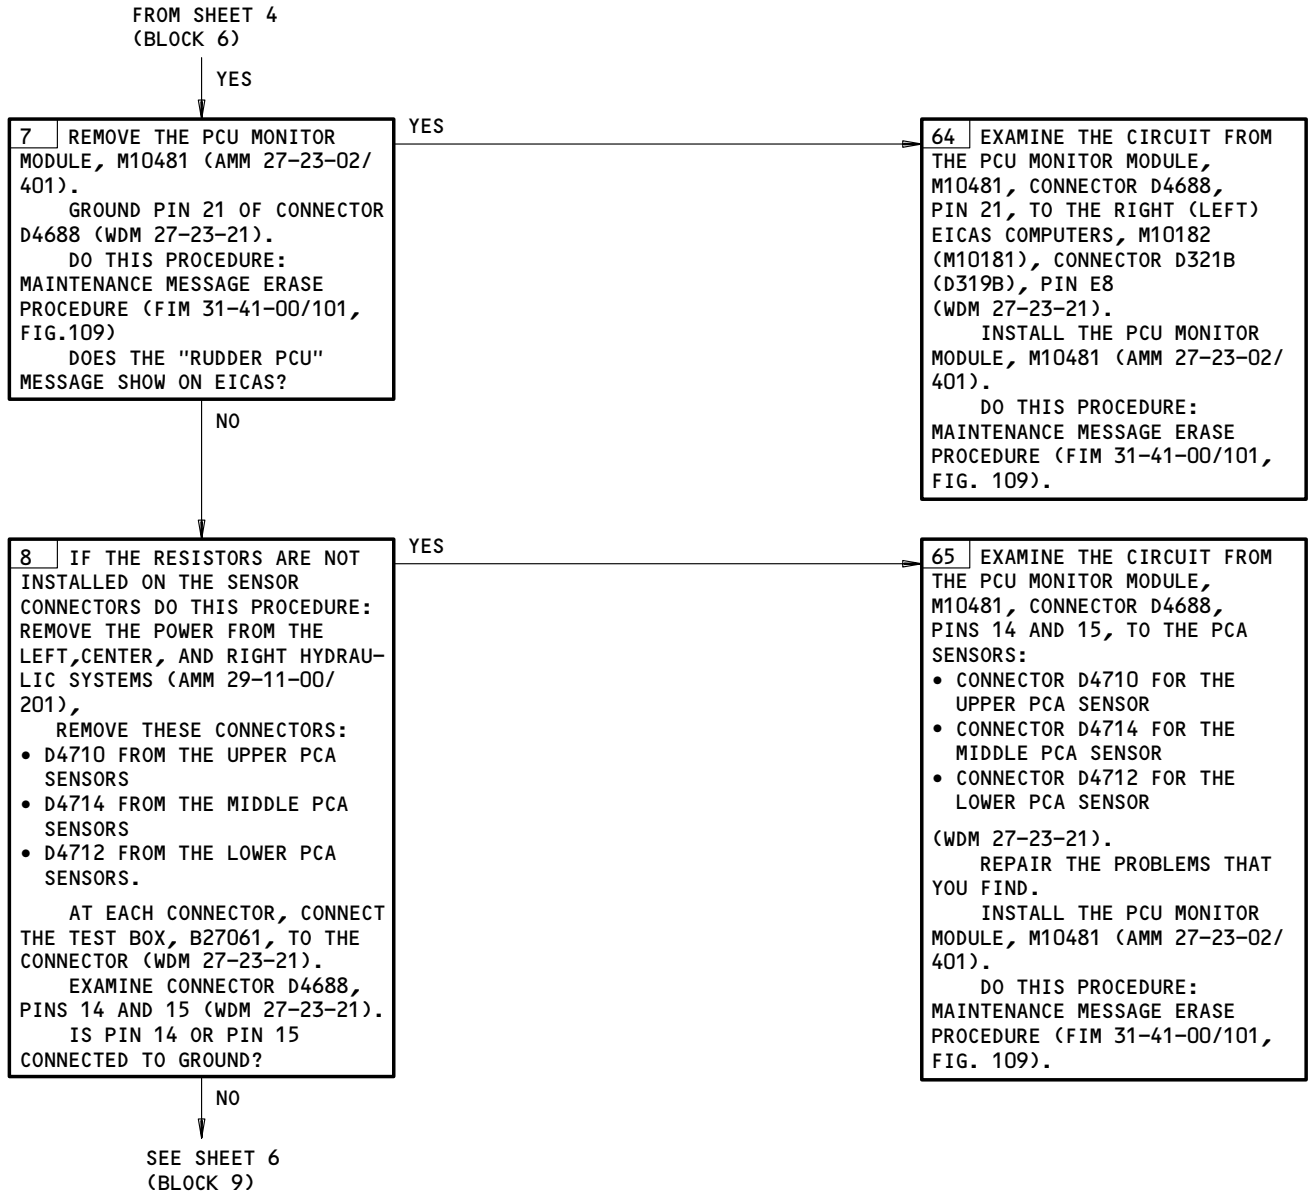 FROM SHEET 4
(BLOCK 6)
YES
7 REMOVE THE PCU MONITOR
MODULE, M10481 (AMM 27-23-02/
401).
GROUND PIN 21 OF CONNECTOR
D4688 (WDM 27-23-21).
DO THIS PROCEDURE:
MAINTENANCE MESSAGE ERASE
PROCEDURE (FIM 31-41-00/101,
FIG.109)
DOES THE "RUDDER PCU"
MESSAGE SHOW ON EICAS?
YES
64 EXAMINE THE CIRCUIT FROM
THE PCU MONITOR MODULE,
M10481, CONNECTOR D4688,
PIN 21, TO THE RIGHT (LEFT)
EICAS COMPUTERS, M10182
(M10181), CONNECTOR D321B
(D319B), PIN E8
(WDM 27-23-21).
INSTALL THE PCU MONITOR
MODULE, M10481 (AMM 27-23-02/
401).
DO THIS PROCEDURE:
MAINTENANCE MESSAGE ERASE
PROCEDURE (FIM 31-41-00/101,
FIG. 109).
NO
8 IF THE RESISTORS ARE NOT
INSTALLED ON THE SENSOR
CONNECTORS DO THIS PROCEDURE:
REMOVE THE POWER FROM THE
LEFT,CENTER, AND RIGHT HYDRAU-
LIC SYSTEMS (AMM 29-11-00/
201),
REMOVE THESE CONNECTORS:
• D4710 FROM THE UPPER PCA
SENSORS
• D4714 FROM THE MIDDLE PCA
SENSORS
• D4712 FROM THE LOWER PCA
SENSORS.
AT EACH CONNECTOR, CONNECT
THE TEST BOX, B27061, TO THE
CONNECTOR (WDM 27-23-21).
EXAMINE CONNECTOR D4688,
PINS 14 AND 15 (WDM 27-23-21).
IS PIN 14 OR PIN 15
CONNECTED TO GROUND?
YES
65 EXAMINE THE CIRCUIT FROM
THE PCU MONITOR MODULE,
M10481, CONNECTOR D4688,
PINS 14 AND 15, TO THE PCA
SENSORS:
• CONNECTOR D4710 FOR THE
UPPER PCA SENSOR
• CONNECTOR D4714 FOR THE
MIDDLE PCA SENSOR
• CONNECTOR D4712 FOR THE
LOWER PCA SENSOR
(WDM 27-23-21).
REPAIR THE PROBLEMS THAT
YOU FIND.
INSTALL THE PCU MONITOR
MODULE, M10481 (AMM 27-23-02/
401).
DO THIS PROCEDURE:
MAINTENANCE MESSAGE ERASE
PROCEDURE (FIM 31-41-00/101,
FIG. 109).
NO
SEE SHEET 6
(BLOCK 9)